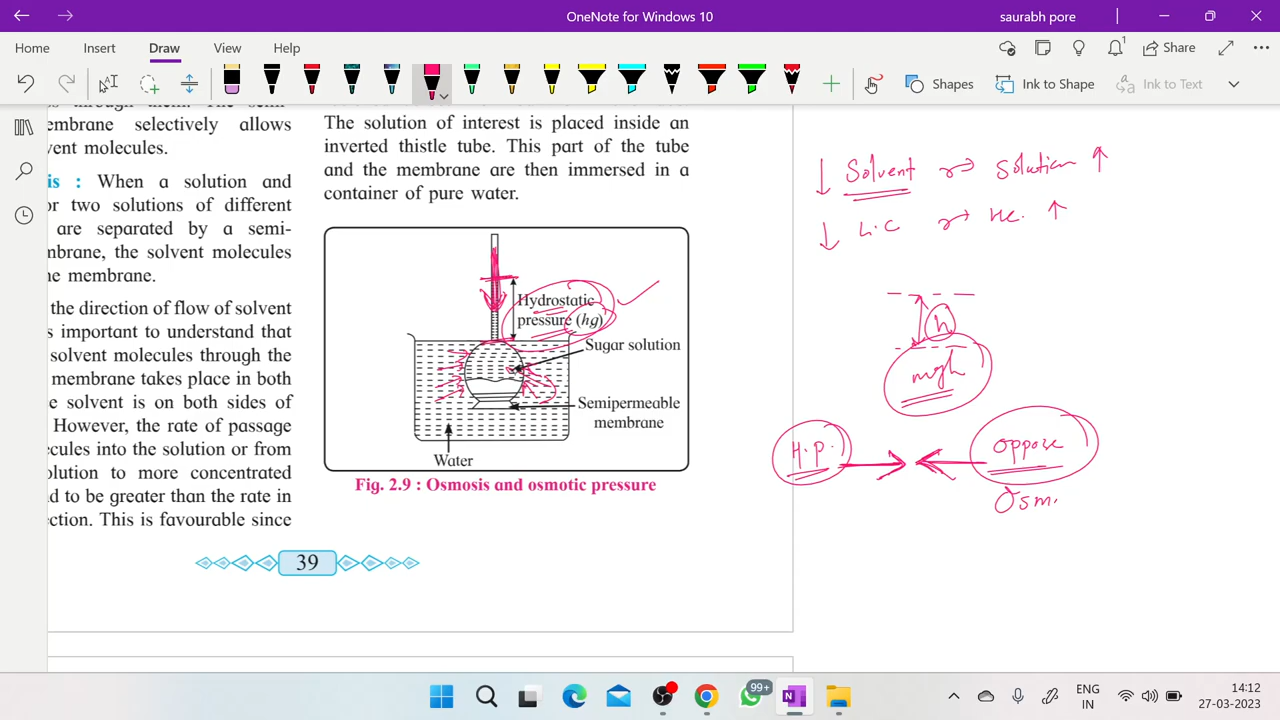 OneNote for Windows 10
saurabh pore
Home
Insert
Draw
View
Help
1
Share
Shapes
Ink to Shape
Ink to Text
as through them. The semi-
embrane selectively allows
vent molecules.
is : When a solution and
or two solutions of different
are separated by a semi-
mbrane, the solvent molecules
he membrane.
the direction of flow of solvent
s important to understand that
solvent molecules through the
membrane takes place in both
e solvent is on both sides of
However, the rate of passage
ecules into the solution or from
olution to more concentrated
d to be greater than the rate in
ection. This is favourable since
The solution of interest is placed inside an
inverted thistle tube. This part of the tube
and the membrane are then immersed in a
container of pure water.
Hydrostatic
pressure (hg)
Sugar solution
Semipermeable
membrane
Water
Fig. 2.9 : Osmosis and osmotic pressure
39
↓ Solvent → Solution ↑
↓ L.C → H.C. ↑
h
mgh
H.P. → ← oppose
Osm.
99+
ENG
IN
14:12
27-03-2023